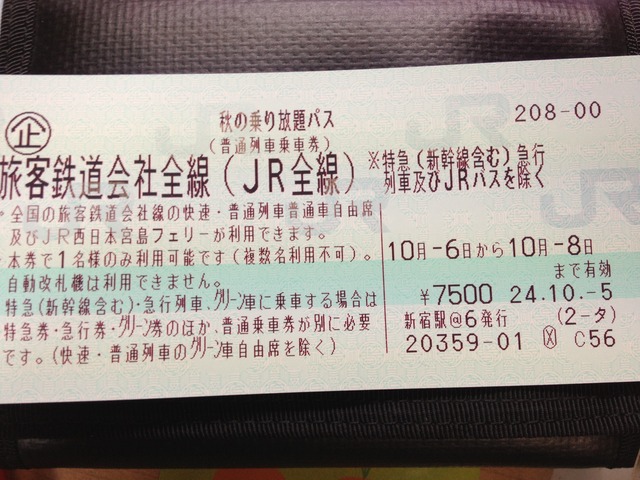 企
秋の乗り放題パス
208-00
(普通列車乗車券)
旅客鉄道会社全線(JR全線)
※特急(新幹線含む)急行
列車及びJRバスを除く
・全国の旅客鉄道会社線の快速・普通列車普通車自由席
及びJR西日本宮島フェリーが利用できます。
・本券で1名様のみ利用可能です(複数名利用不可)。
自動改札機は利用できません。
特急(新幹線含む)・急行列車、グリーン車に乗車する場合は
特急券・急行券・グリーン券のほか、普通乗車券が別に必要
です。(快速・普通列車のグリーン車自由席を除く)
10月-6日から10月-8日
まで有効
¥7500 24.10.-5
新宿駅@6発行 (2-タ)
20359-01 C56
JR
JR
JR